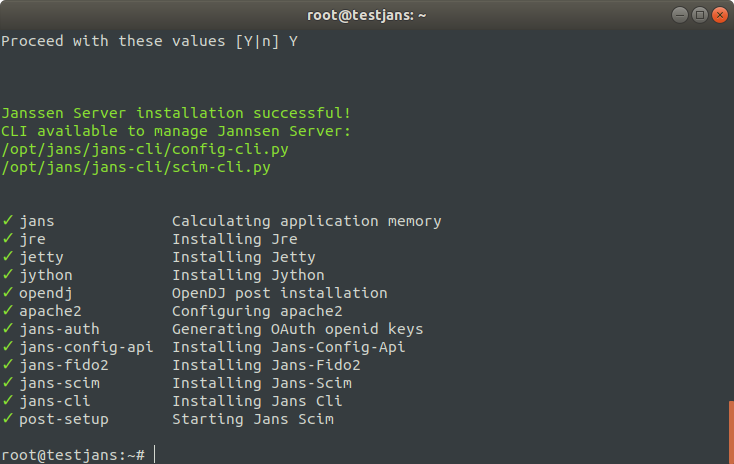 root@testjans: ~
Proceed with these values [Y|n] Y
Janssen Server installation successful!
CLI available to manage Jannsen Server:
/opt/jans/jans-cli/config-cli.py
/opt/jans/jans-cli/scim-cli.py
✓ jans Calculating application memory
✓ jre Installing Jre
✓ jetty Installing Jetty
✓ jython Installing Jython
✓ opendj OpenDJ post installation
✓ apache2 Configuring apache2
✓ jans-auth Generating OAuth openid keys
✓ jans-config-api Installing Jans-Config-Api
✓ jans-fido2 Installing Jans-Fido2
✓ jans-scim Installing Jans-Scim
✓ jans-cli Installing Jans Cli
✓ post-setup Starting Jans Scim
root@testjans:~#